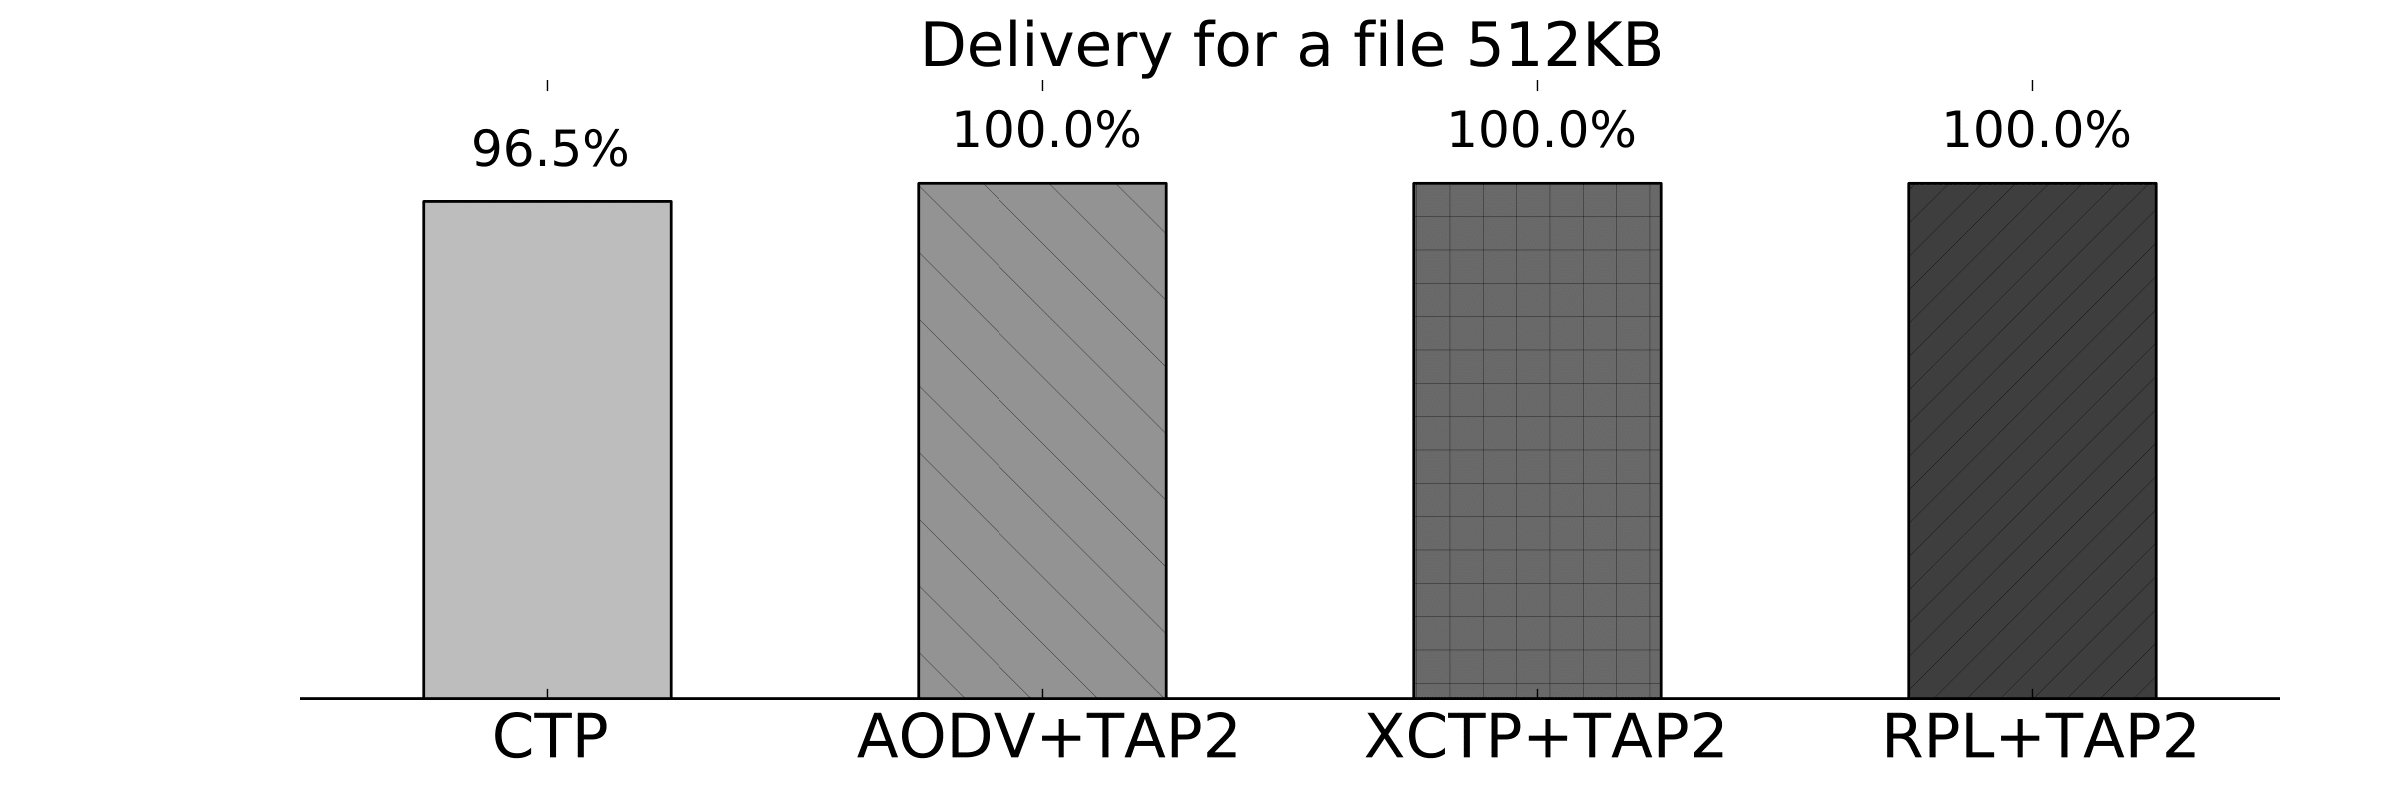 Delivery for a file 512KB
96.5%
100.0%
100.0%
100.0%
CTP
AODV+TAP2
XCTP+TAP2
RPL+TAP2